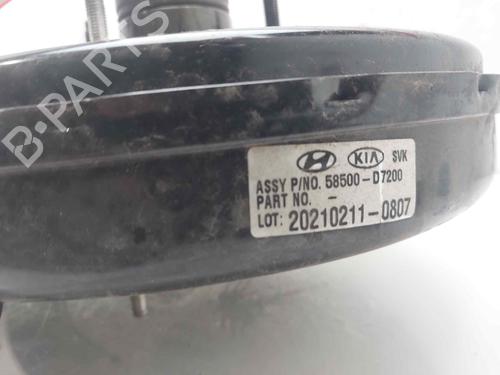 B-PARTS
KIA SVK
ASSY P/NO. 58500-D7200
PART NO. -
LOT: 20210211-0807